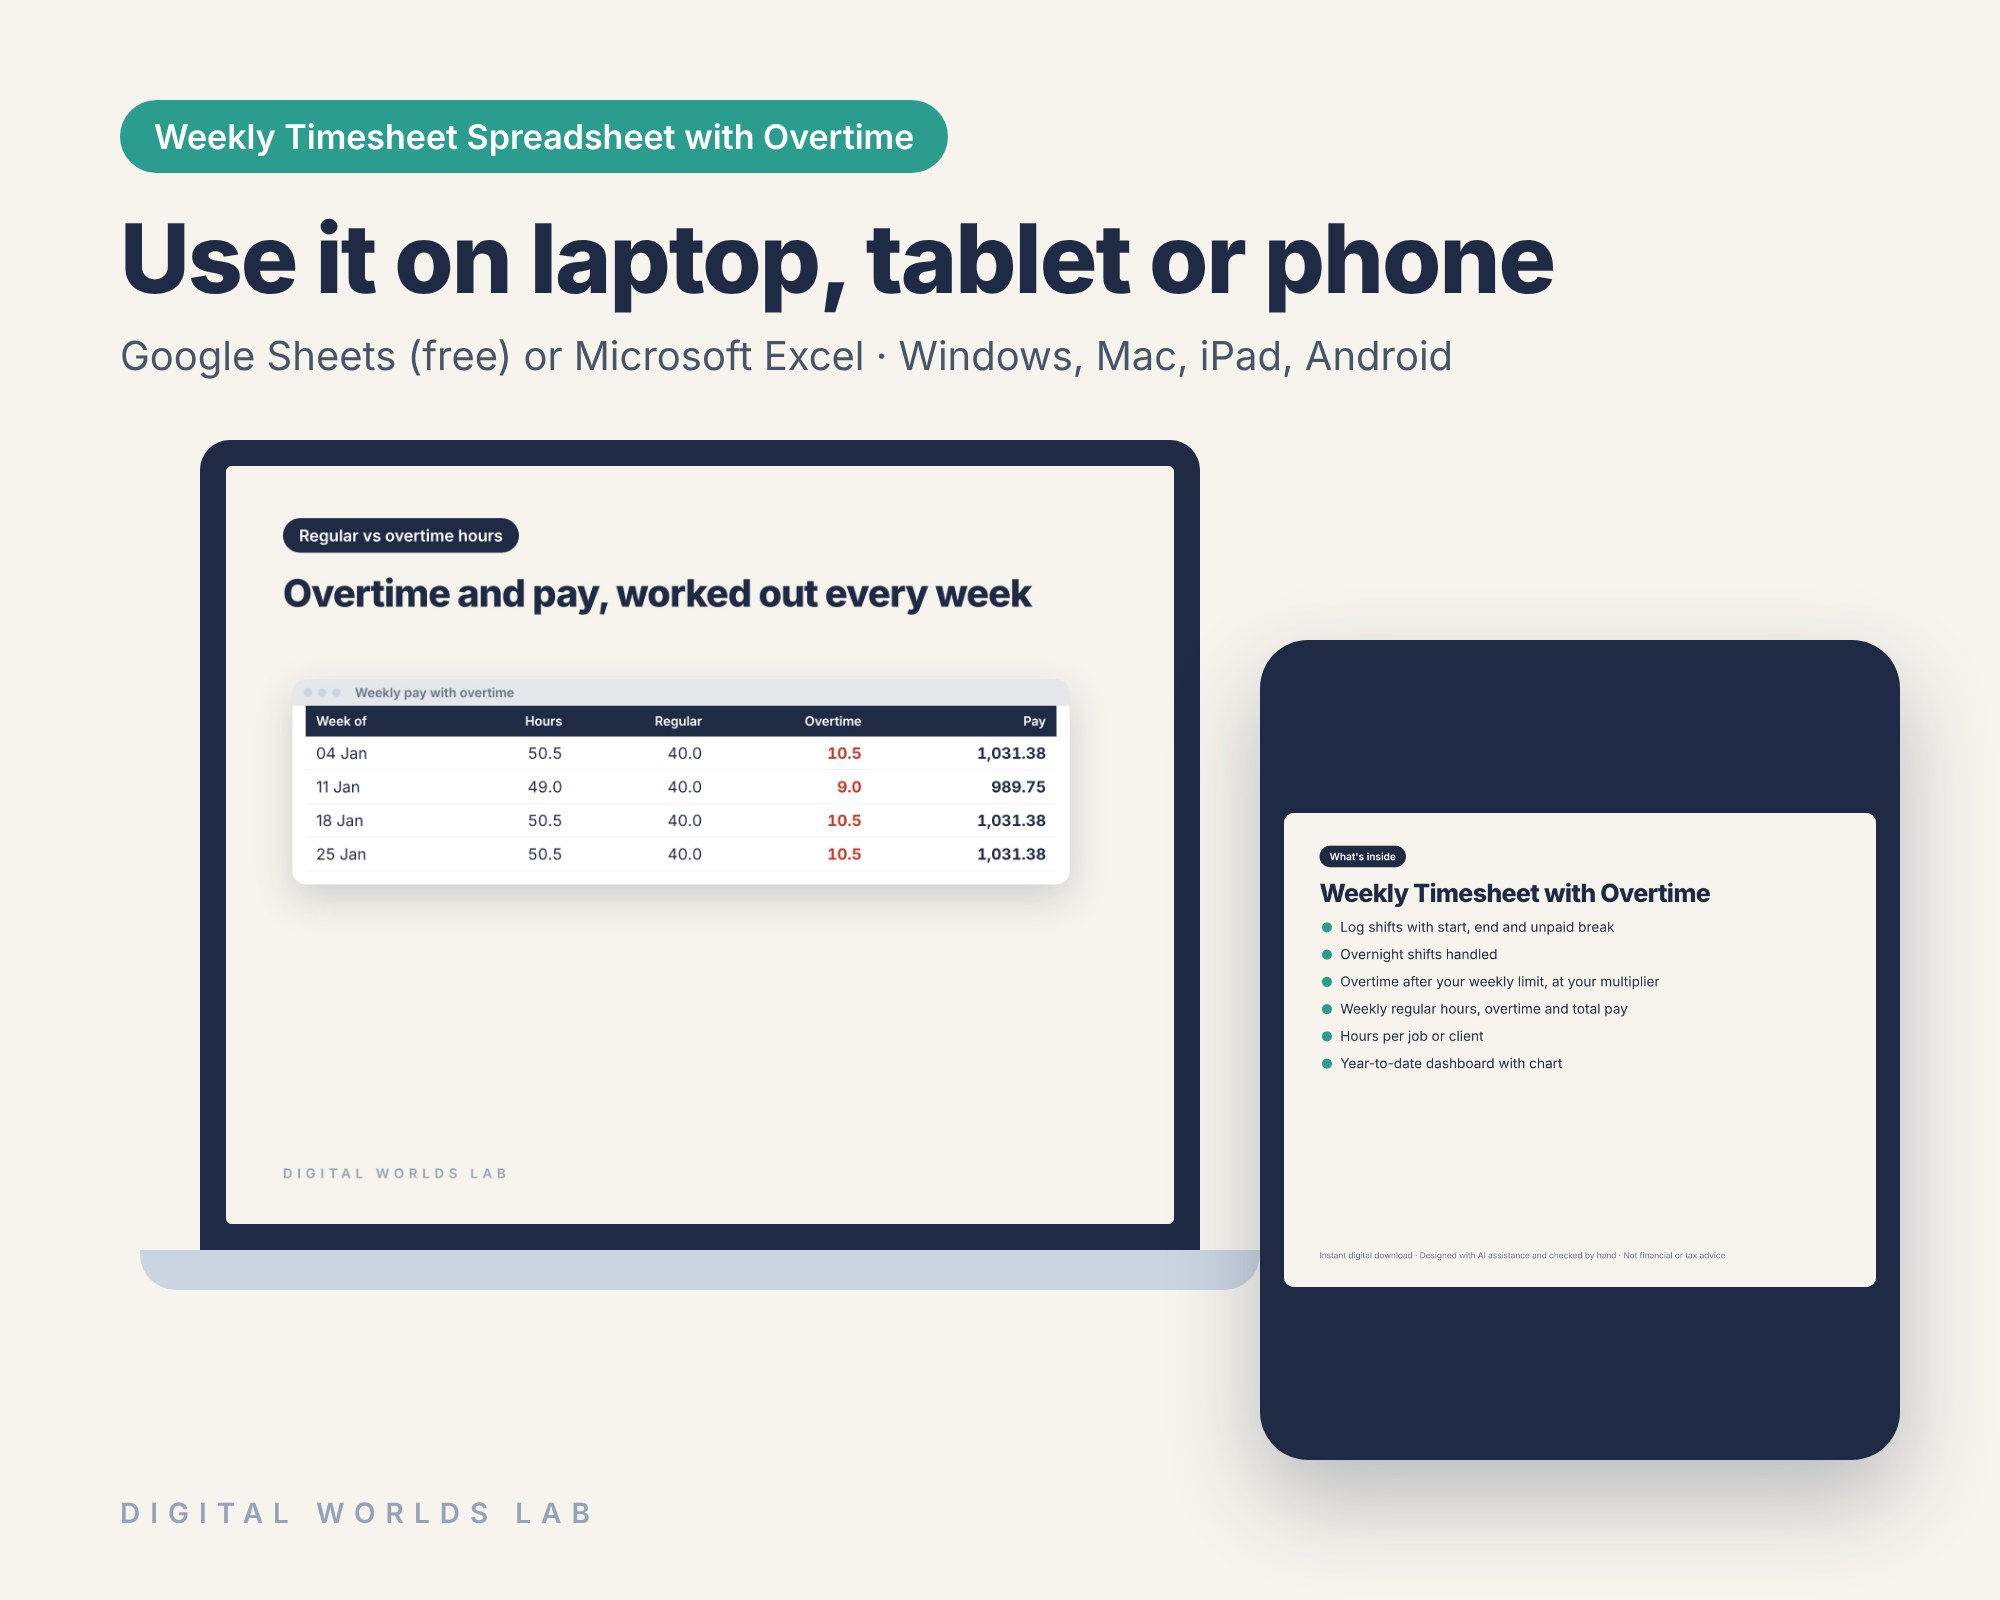 Weekly Timesheet Spreadsheet with Overtime
Use it on laptop, tablet or phone
Google Sheets (free) or Microsoft Excel · Windows, Mac, iPad, Android
Regular vs overtime hours
Overtime and pay, worked out every week
Weekly pay with overtime
Week of Hours Regular Overtime Pay
04 Jan 50.5 40.0 10.5 1,031.38
11 Jan 49.0 40.0 9.0 989.75
18 Jan 50.5 40.0 10.5 1,031.38
25 Jan 50.5 40.0 10.5 1,031.38
DIGITAL WORLDS LAB
What's inside
Weekly Timesheet with Overtime
Log shifts with start, end and unpaid break
Overnight shifts handled
Overtime after your weekly limit, at your multiplier
Weekly regular hours, overtime and total pay
Hours per job or client
Year-to-date dashboard with chart
Instant digital download · Designed with AI assistance and checked by hand · Not financial or tax advice
DIGITAL WORLDS LAB